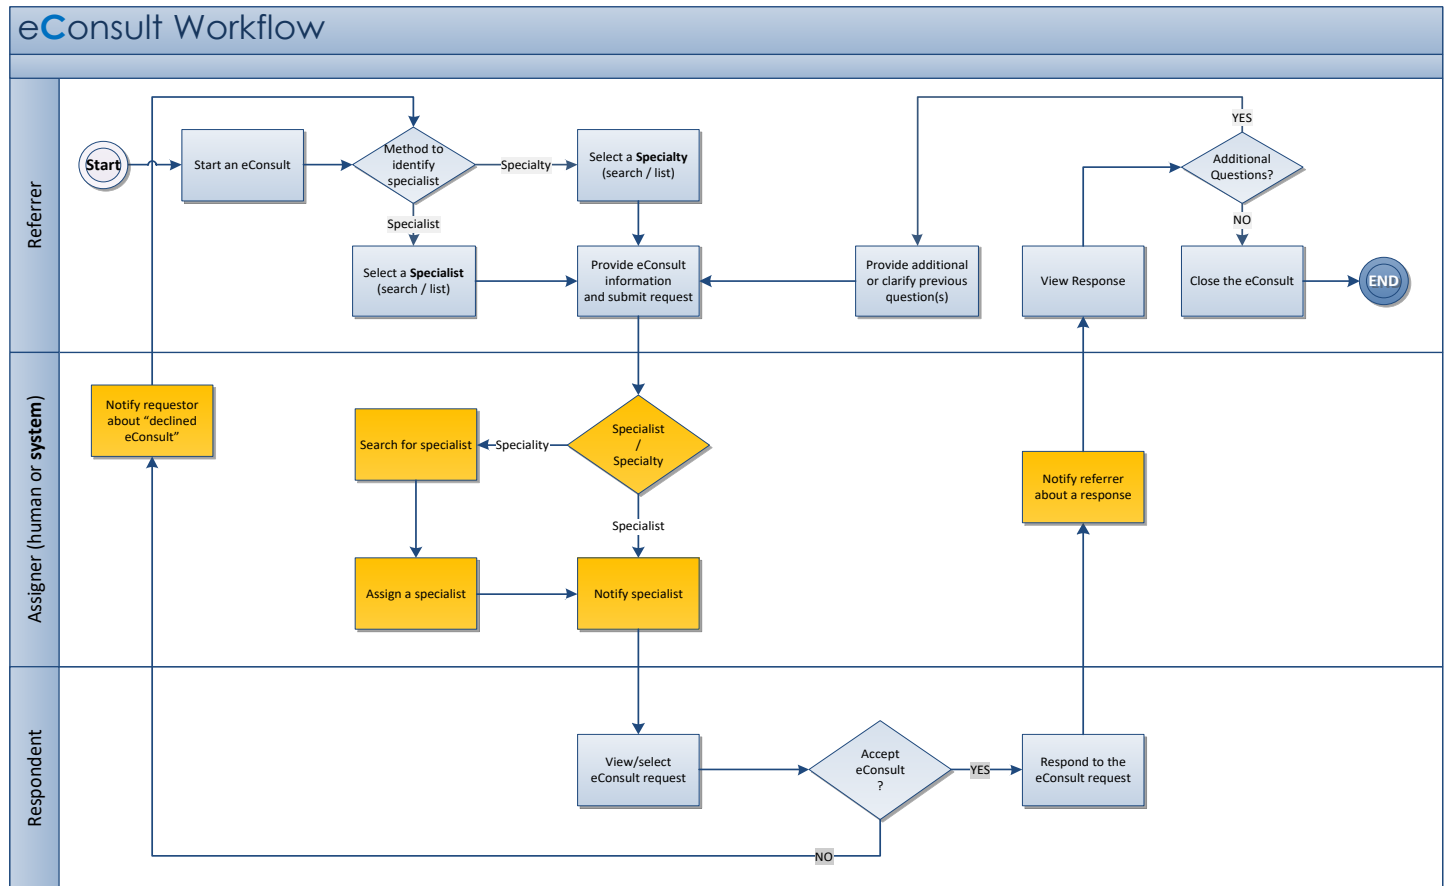 eConsult Workflow
Referrer
Start
Start an eConsult
Method to
identify
specialist
Specialty
Select a Specialty
(search / list)
Specialist
Select a Specialist
(search / list)
Provide eConsult
information
and submit request
Provide additional
or clarify previous
question(s)
View Response
YES
Additional
Questions?
NO
Close the eConsult
END
Assigner (human or system)
Notify requestor
about “declined
eConsult”
Search for specialist
Speciality
Specialist
/
Specialty
Specialist
Assign a specialist
Notify specialist
Notify referrer
about a response
Respondent
View/select
eConsult request
Accept
eConsult
?
YES
Respond to the
eConsult request
NO